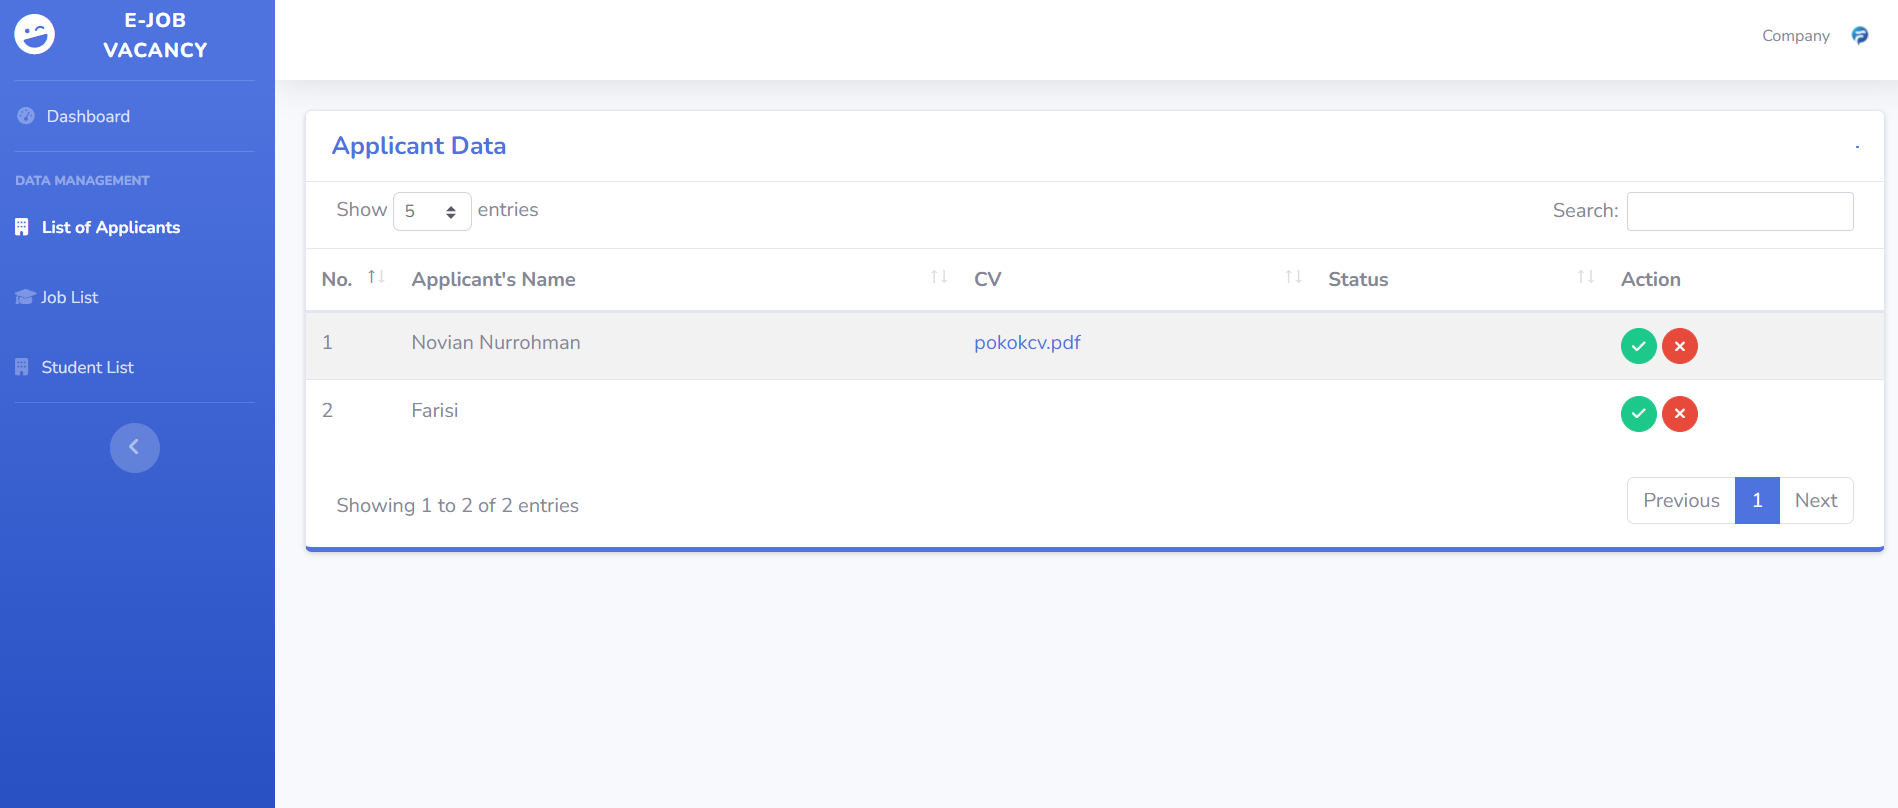 E-JOB
VACANCY
Company
Dashboard
DATA MANAGEMENT
List of Applicants
Job List
Student List
Applicant Data
Show 5 entries
Search:
No. Applicant's Name CV Status Action
1 Novian Nurrohman pokokcv.pdf
2 Farisi
Showing 1 to 2 of 2 entries
Previous 1 Next